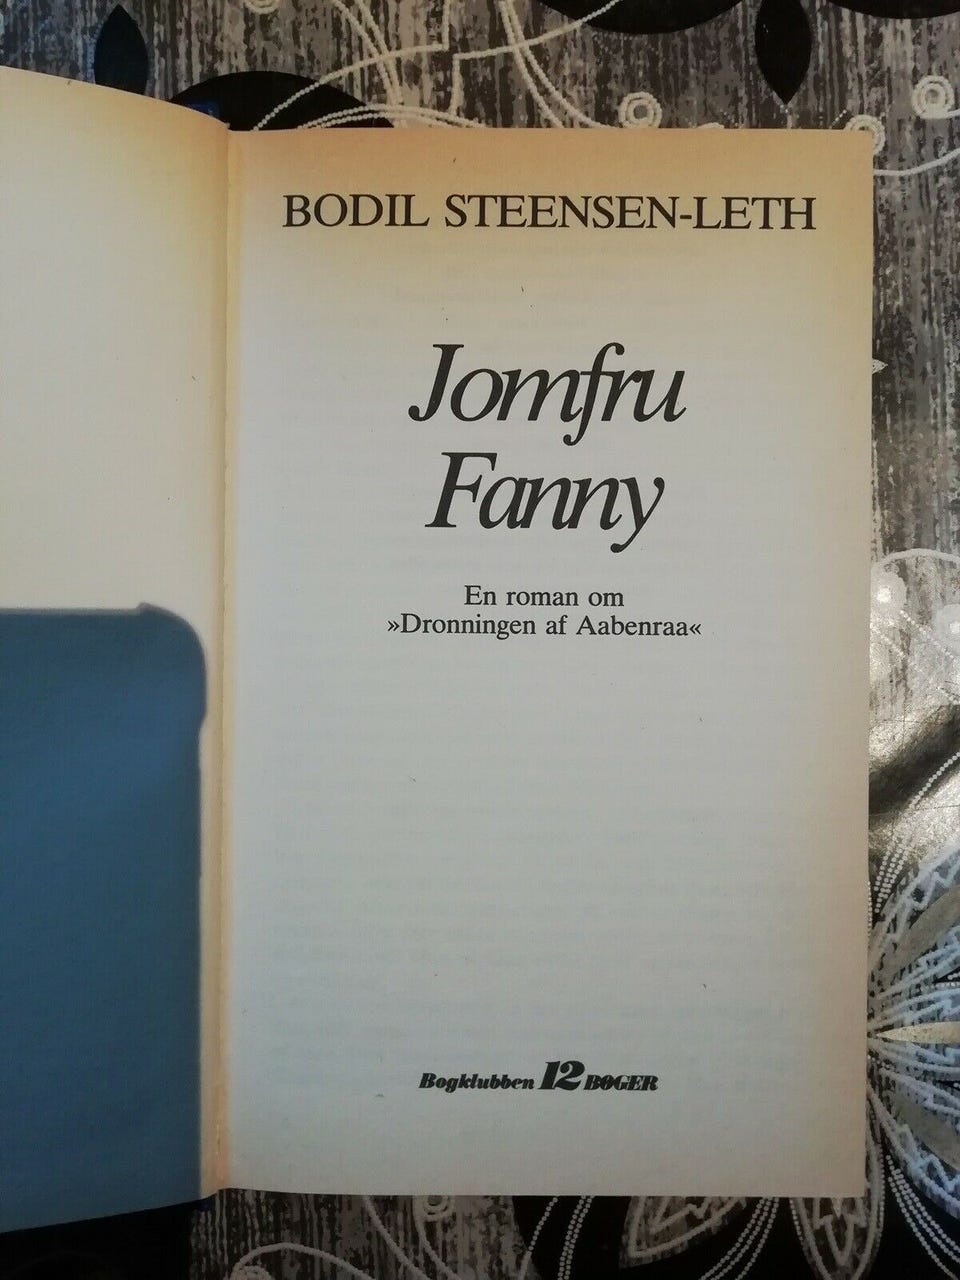 BODIL STEENSEN-LETH
Jomfru
Fanny
En roman om
»Dronningen af Aabenraa«
Bogklubben 12 BØGER